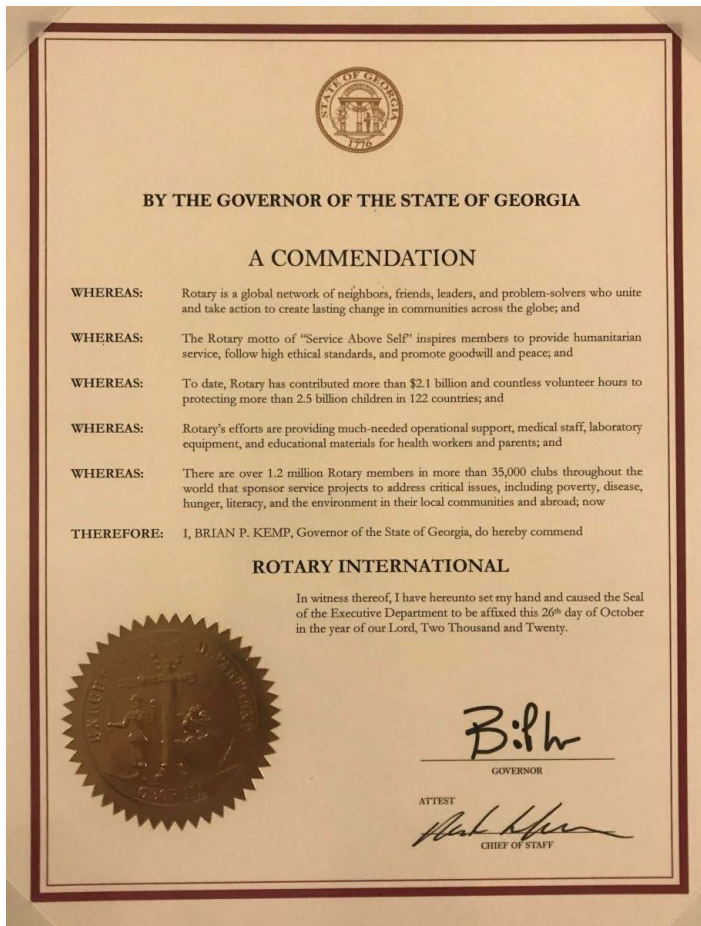 STATE OF GEORGIA
1776
BY THE GOVERNOR OF THE STATE OF GEORGIA
A COMMENDATION
WHEREAS: Rotary is a global network of neighbors, friends, leaders, and problem-solvers who unite
and take action to create lasting change in communities across the globe; and
WHEREAS: The Rotary motto of “Service Above Self” inspires members to provide humanitarian
service, follow high ethical standards, and promote goodwill and peace; and
WHEREAS: To date, Rotary has contributed more than $2.1 billion and countless volunteer hours to
protecting more than 2.5 billion children in 122 countries; and
WHEREAS: Rotary’s efforts are providing much-needed operational support, medical staff, laboratory
equipment, and educational materials for health workers and parents; and
WHEREAS: There are over 1.2 million Rotary members in more than 35,000 clubs throughout the
world that sponsor service projects to address critical issues, including poverty, disease,
hunger, literacy, and the environment in their local communities and abroad; now
THEREFORE: I, BRIAN P. KEMP, Governor of the State of Georgia, do hereby commend
ROTARY INTERNATIONAL
In witness thereof, I have hereunto set my hand and caused the Seal
of the Executive Department to be affixed this 26th day of October
in the year of our Lord, Two Thousand and Twenty.
GOVERNOR
ATTEST
CHIEF OF STAFF